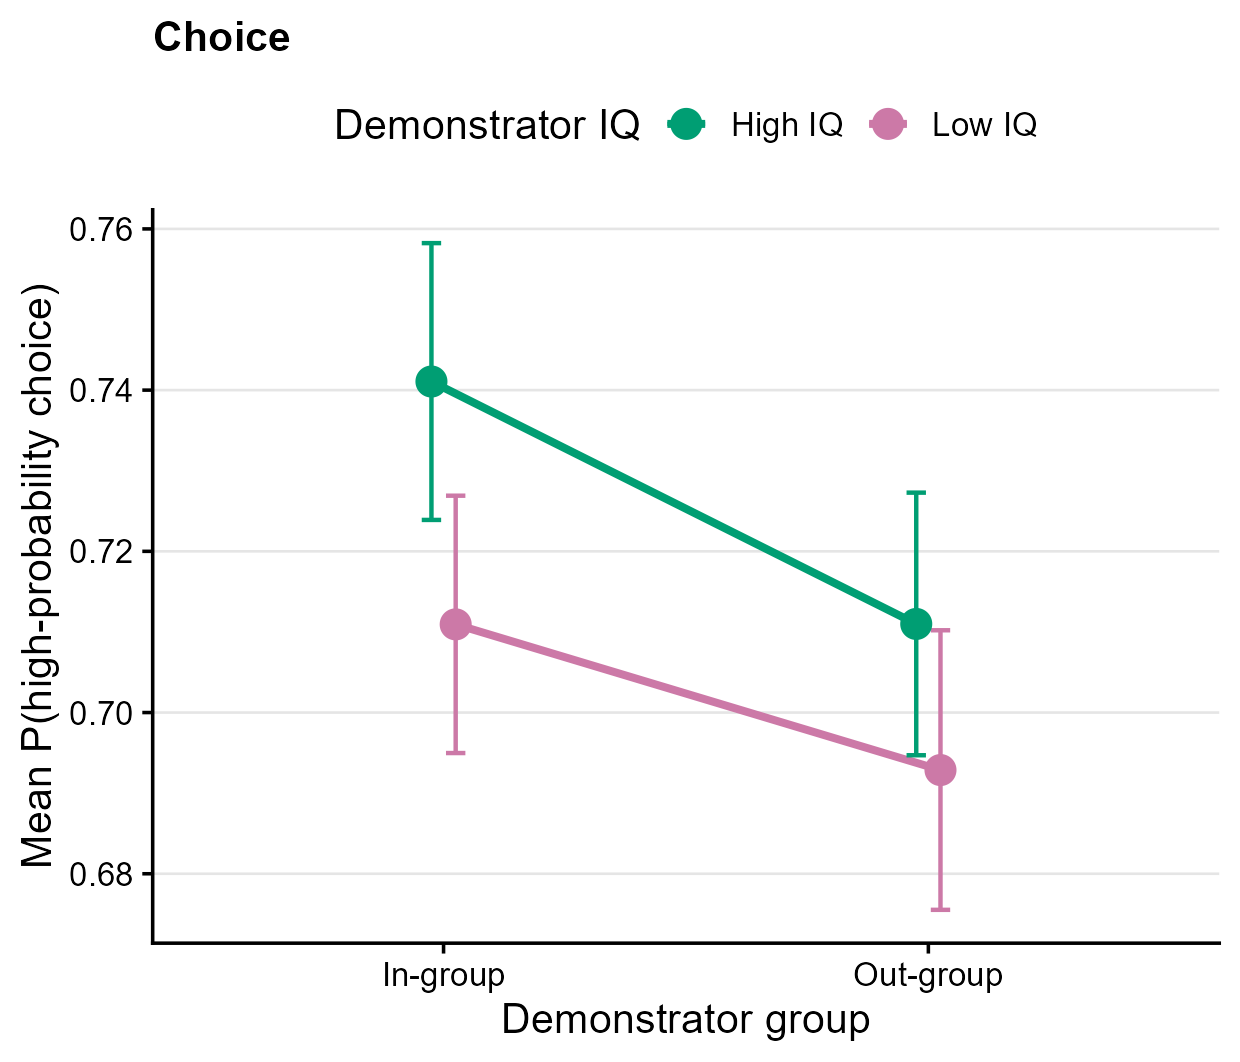 Choice
Demonstrator IQ High IQ Low IQ
Mean P(high-probability choice)
0.76
0.74
0.72
0.70
0.68
In-group Out-group
Demonstrator group